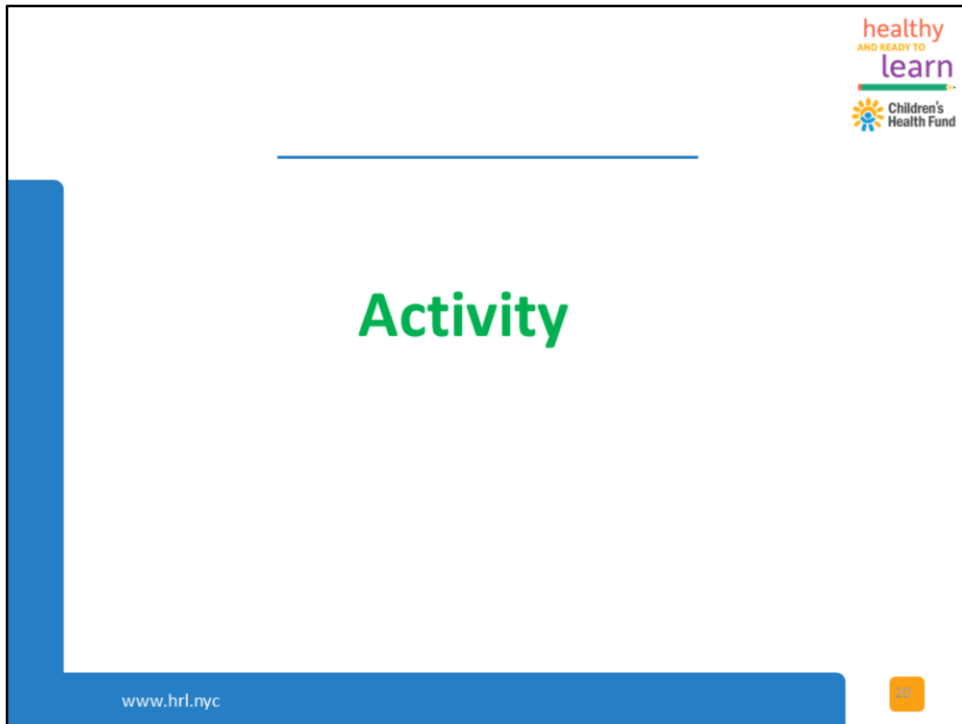 healthy
AND READY TO
learn
Children's
Health Fund
Activity
www.hrl.nyc
20